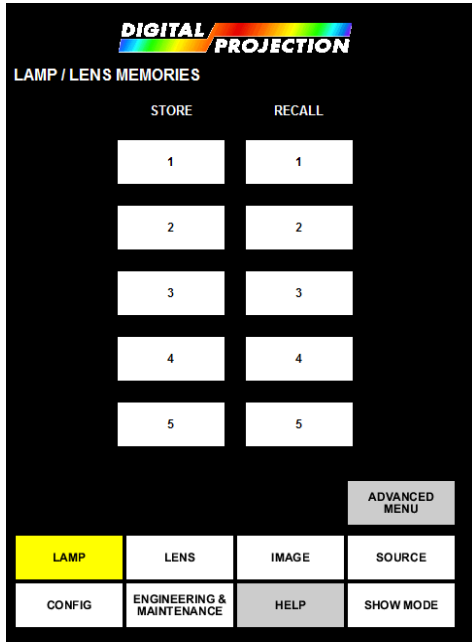 DIGITAL
PROJECTION
LAMP / LENS MEMORIES
STORE RECALL
1 1
2 2
3 3
4 4
5 5
ADVANCED
MENU
LAMP LENS IMAGE SOURCE
CONFIG ENGINEERING & MAINTENANCE HELP SHOW MODE